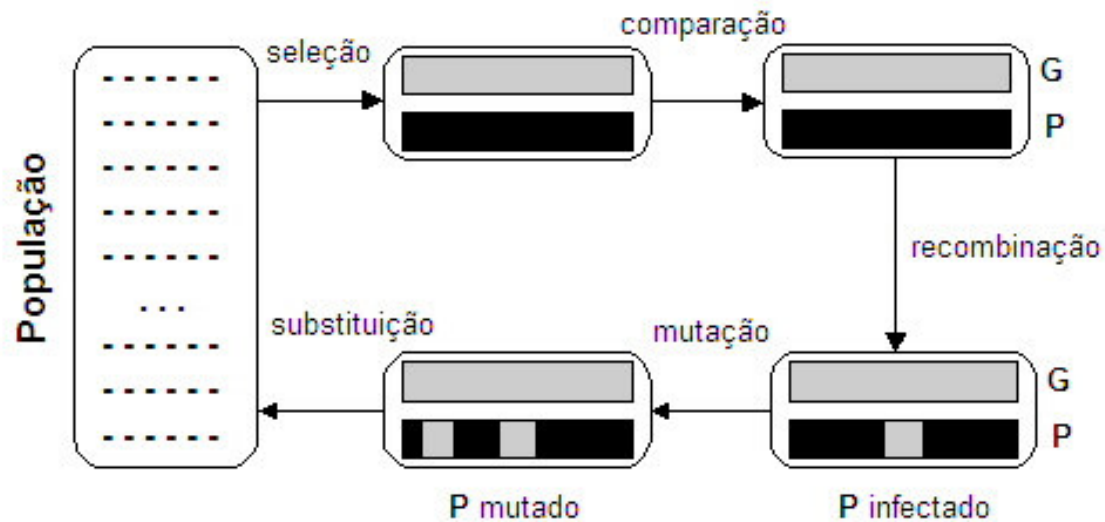 comparação
seleção
G
P
População
- - - - - -
- - - - - -
- - - - - -
- - - - - -
- - - - - -
. . .
- - - - - -
- - - - - -
- - - - - -
recombinação
substituição
mutação
G
P
P mutado
P infectado